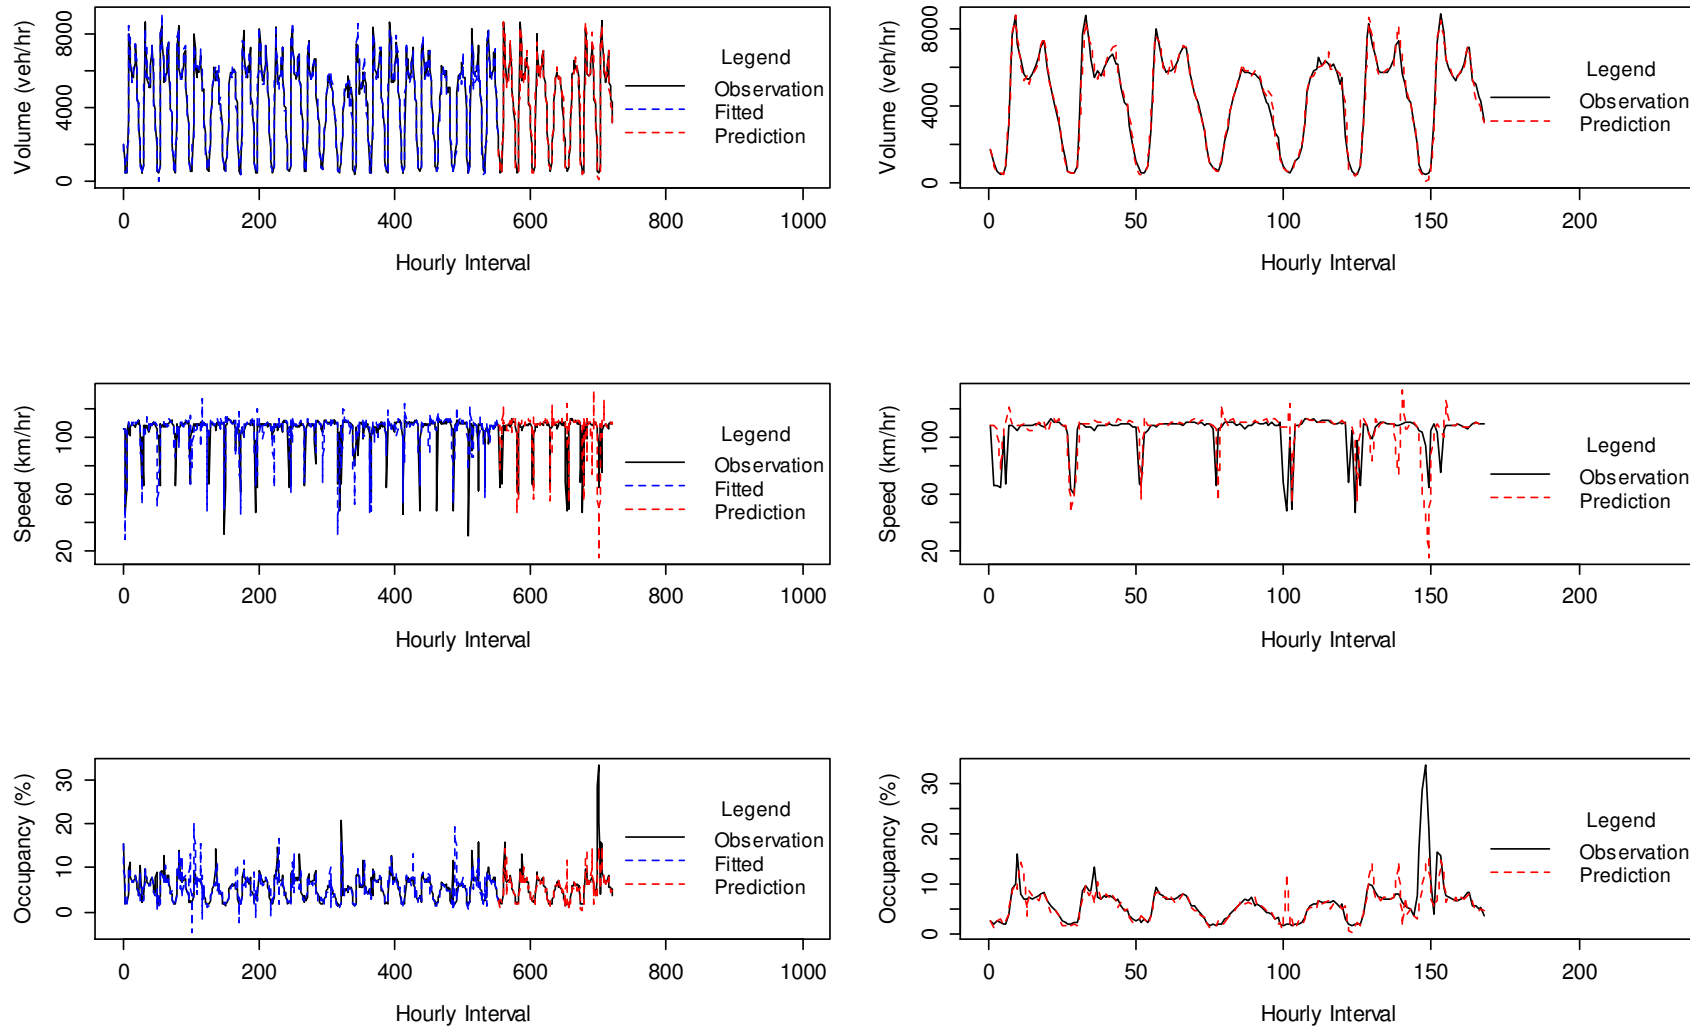 Volume (veh/hr)
0 4000 8000
Legend
Observation
Fitted
Prediction
0 200 400 600 800 1000
Hourly Interval
Volume (veh/hr)
0 4000 8000
Legend
Observation
Prediction
0 50 100 150 200
Hourly Interval
Speed (km/hr)
20 60 100
Legend
Observation
Fitted
Prediction
0 200 400 600 800 1000
Hourly Interval
Speed (km/hr)
20 60 100
Legend
Observation
Prediction
0 50 100 150 200
Hourly Interval
Occupancy (%)
0 10 20 30
Legend
Observation
Fitted
Prediction
0 200 400 600 800 1000
Hourly Interval
Occupancy (%)
0 10 20 30
Legend
Observation
Prediction
0 50 100 150 200
Hourly Interval